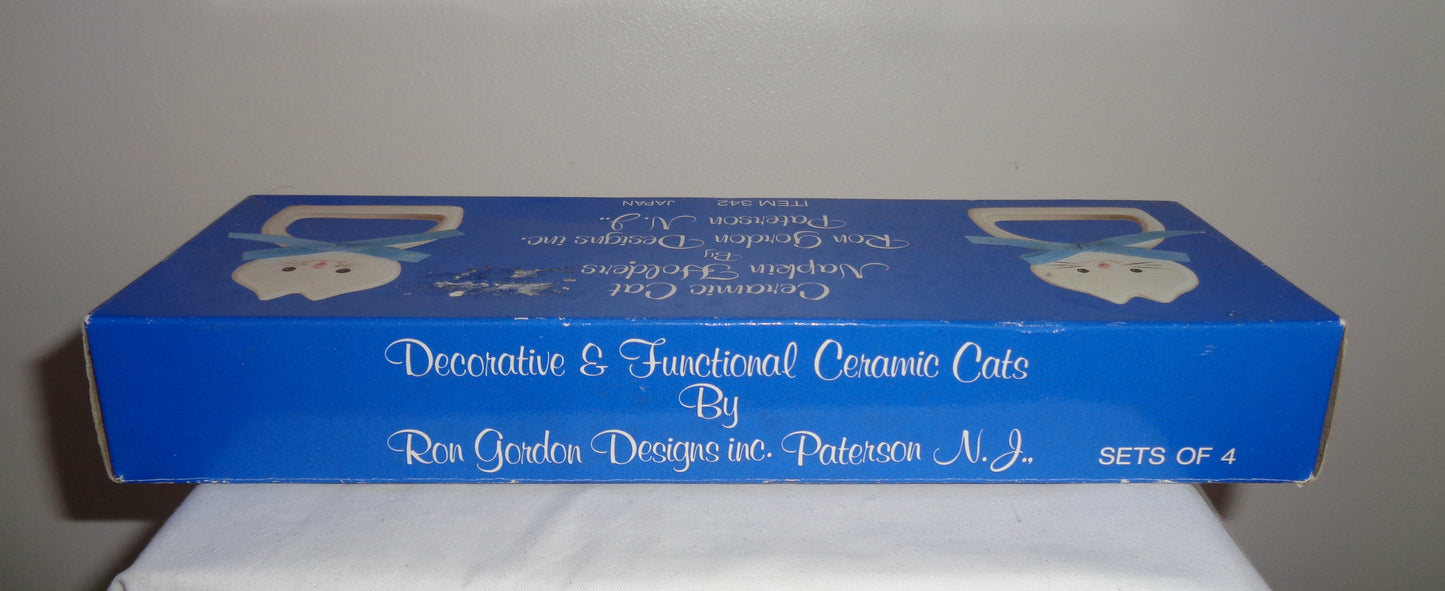 Ceramic Cat
Napkin Holders
By
Ron Gordon Designs inc.
Paterson N.J.,
ITEM 342 JAPAN
Decorative & Functional Ceramic Cats
By
Ron Gordon Designs inc. Paterson N.J.,
SETS OF 4